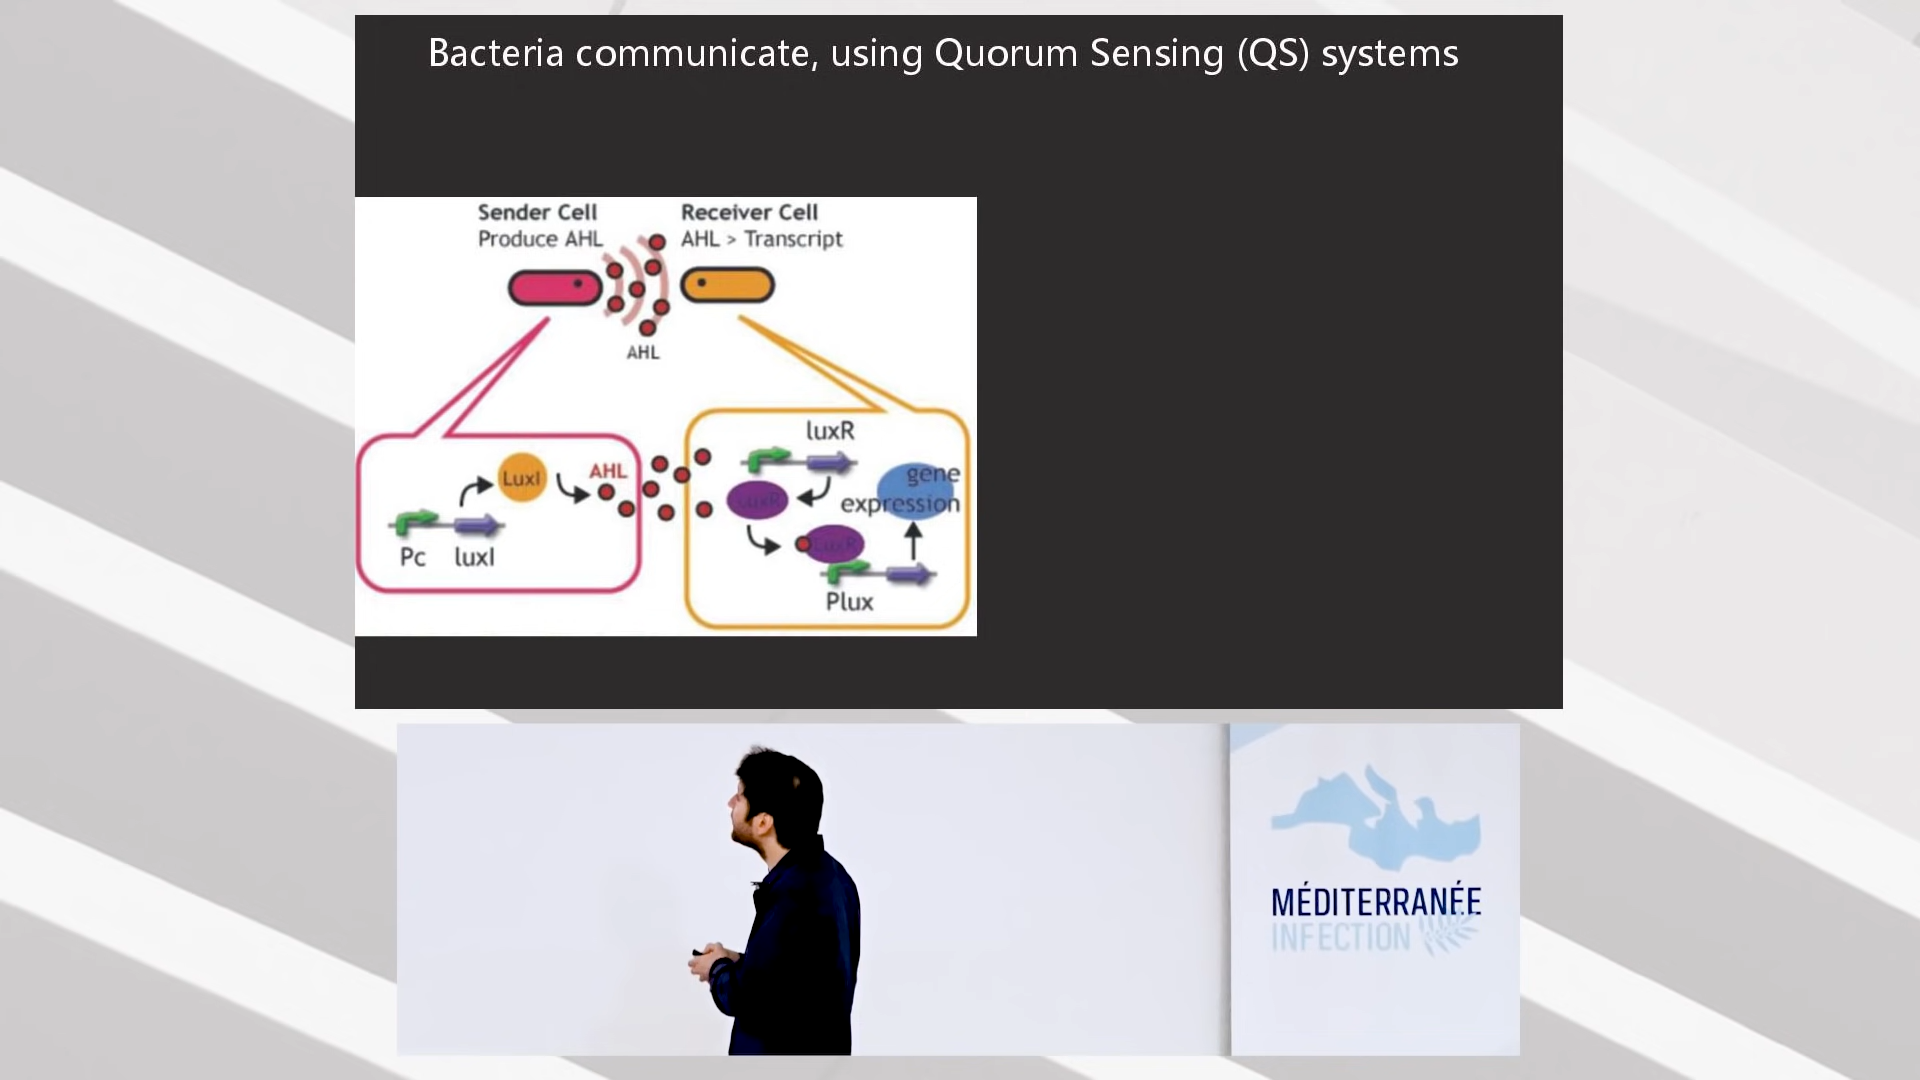 Bacteria communicate, using Quorum Sensing (QS) systems
Sender Cell
Produce AHL
Receiver Cell
AHL > Transcript
AHL
LuxI
AHL
Pc
luxI
luxR
LuxR
gene
expression
LuxR
Plux
MÉDITERRANÉE
INFECTION